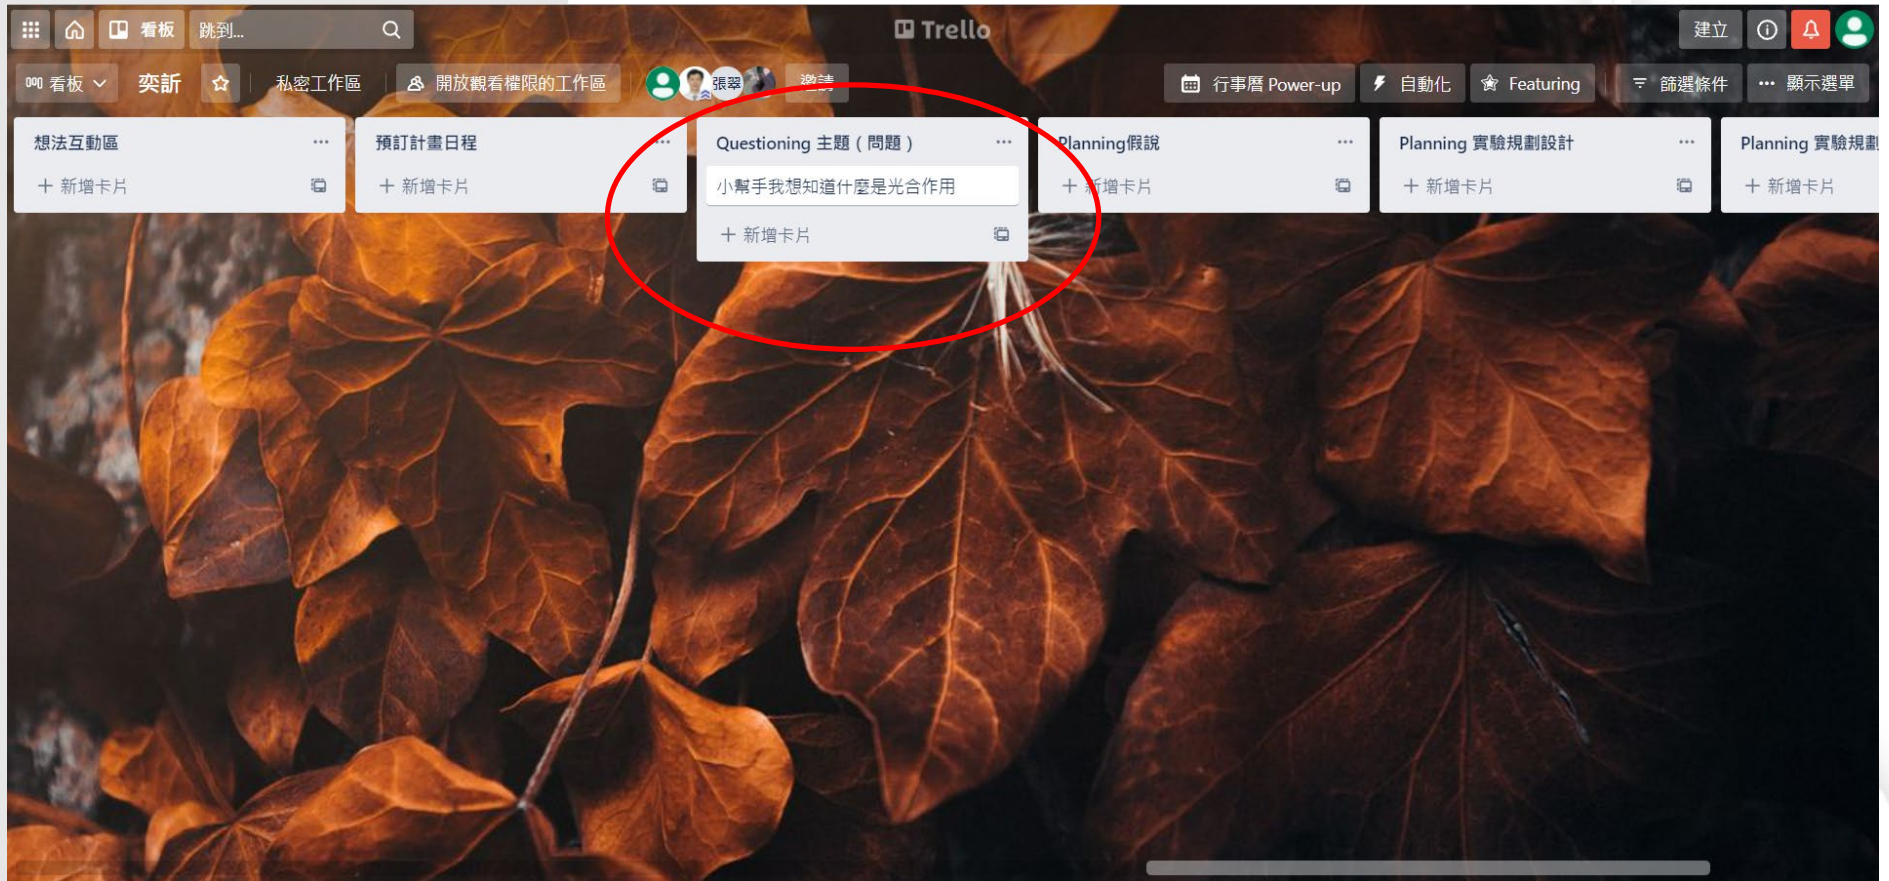 看板 跳到... Trello 建立
看板 奕訢 私密工作區 開放觀看權限的工作區 張翠 邀請 行事曆 Power-up 自動化 Featuring 篩選條件 顯示選單
想法互動區
新增卡片
預訂計畫日程
新增卡片
Questioning 主題 ( 問題 )
小幫手我想知道什麼是光合作用
新增卡片
Planning假說
新增卡片
Planning 實驗規劃設計
新增卡片
Planning 實驗規劃
新增卡片